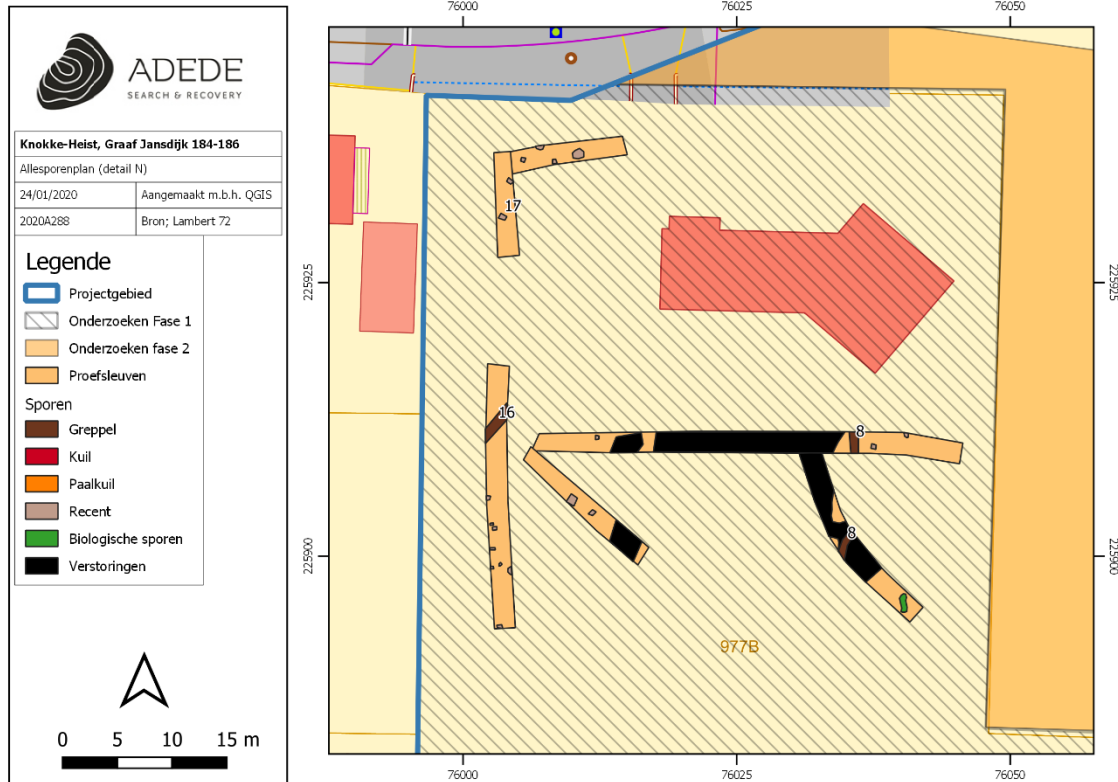 ADEDE
SEARCH & RECOVERY
Knokke-Heist, Graaf Jansdijk 184-186
Allesporenplan (detail N)
24/01/2020 Aangemaakt m.b.h. QGIS
2020A288 Bron; Lambert 72
Legende
Projectgebied
Onderzoeken Fase 1
Onderzoeken fase 2
Proefsleuven
Sporen
Greppel
Kuil
Paalkuil
Recent
Biologische sporen
Verstoringen
0 5 10 15 m
76000 76025 76050
225925 225925
225900 225900
17
16
8
8
977B
76000 76025 76050